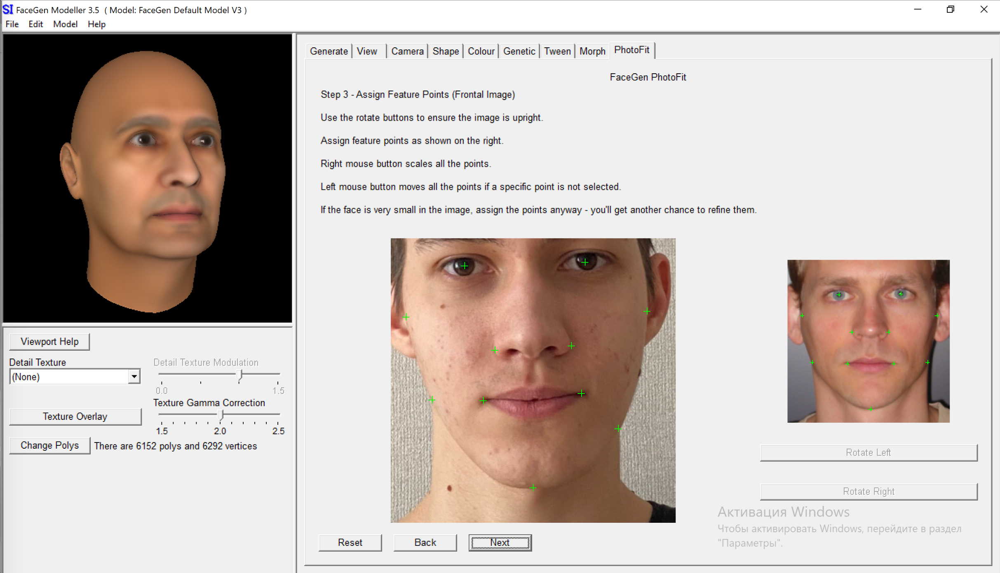 SI FaceGen Modeller 3.5 ( Model: FaceGen Default Model V3 )
File Edit Model Help
Generate View Camera Shape Colour Genetic Tween Morph PhotoFit
FaceGen PhotoFit
Step 3 - Assign Feature Points (Frontal Image)
Use the rotate buttons to ensure the image is upright.
Assign feature points as shown on the right.
Right mouse button scales all the points.
Left mouse button moves all the points if a specific point is not selected.
If the face is very small in the image, assign the points anyway - you'll get another chance to refine them.
Viewport Help
Detail Texture
(None)
Detail Texture Modulation
0.0 1.5
Texture Gamma Correction
1.5 2.0 2.5
Texture Overlay
Change Polys There are 6152 polys and 6292 vertices
Rotate Left
Rotate Right
Reset Back Next
Активация Windows
Чтобы активировать Windows, перейдите в раздел
"Параметры".